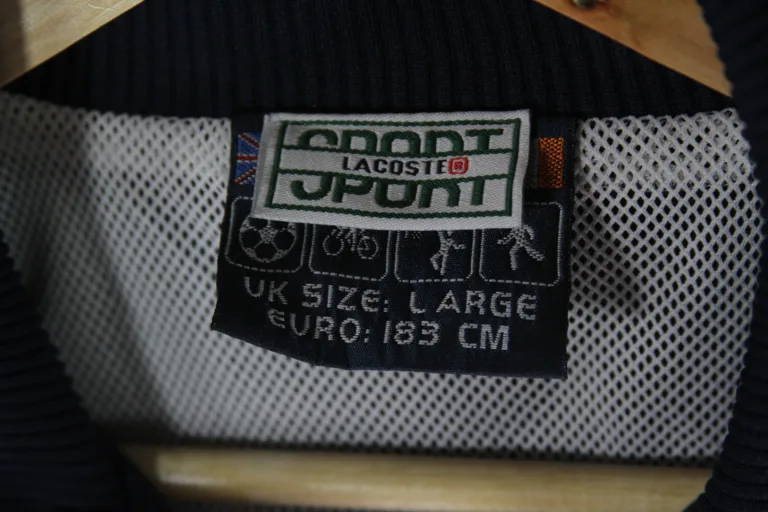 SPORT
LACOSTE®
SPORT
UK SIZE: LARGE
EURO: 183 CM